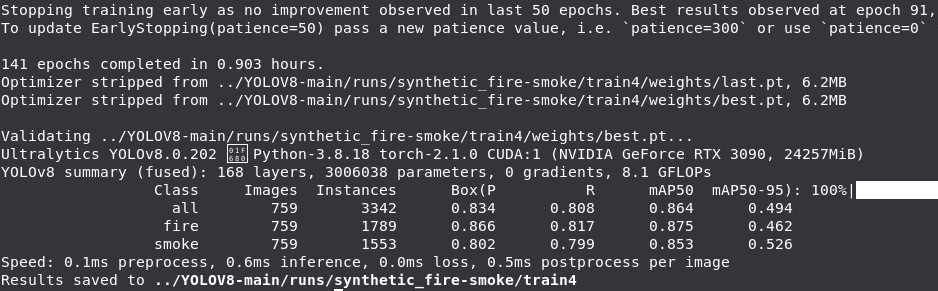 Stopping training early as no improvement observed in last 50 epochs. Best results observed at epoch 91,
To update EarlyStopping(patience=50) pass a new patience value, i.e. `patience=300` or use `patience=0`
141 epochs completed in 0.903 hours.
Optimizer stripped from ../YOLOV8-main/runs/synthetic_fire-smoke/train4/weights/last.pt, 6.2MB
Optimizer stripped from ../YOLOV8-main/runs/synthetic_fire-smoke/train4/weights/best.pt, 6.2MB
Validating ../YOLOV8-main/runs/synthetic_fire-smoke/train4/weights/best.pt...
Ultralytics YOLOv8.0.202 01F680 Python-3.8.18 torch-2.1.0 CUDA:1 (NVIDIA GeForce RTX 3090, 24257MiB)
YOLOv8 summary (fused): 168 layers, 3006038 parameters, 0 gradients, 8.1 GFLOPs
Class Images Instances Box(P R mAP50 mAP50-95): 100%|
all 759 3342 0.834 0.808 0.864 0.494
fire 759 1789 0.866 0.817 0.875 0.462
smoke 759 1553 0.802 0.799 0.853 0.526
Speed: 0.1ms preprocess, 0.6ms inference, 0.0ms loss, 0.5ms postprocess per image
Results saved to ../YOLOV8-main/runs/synthetic_fire-smoke/train4